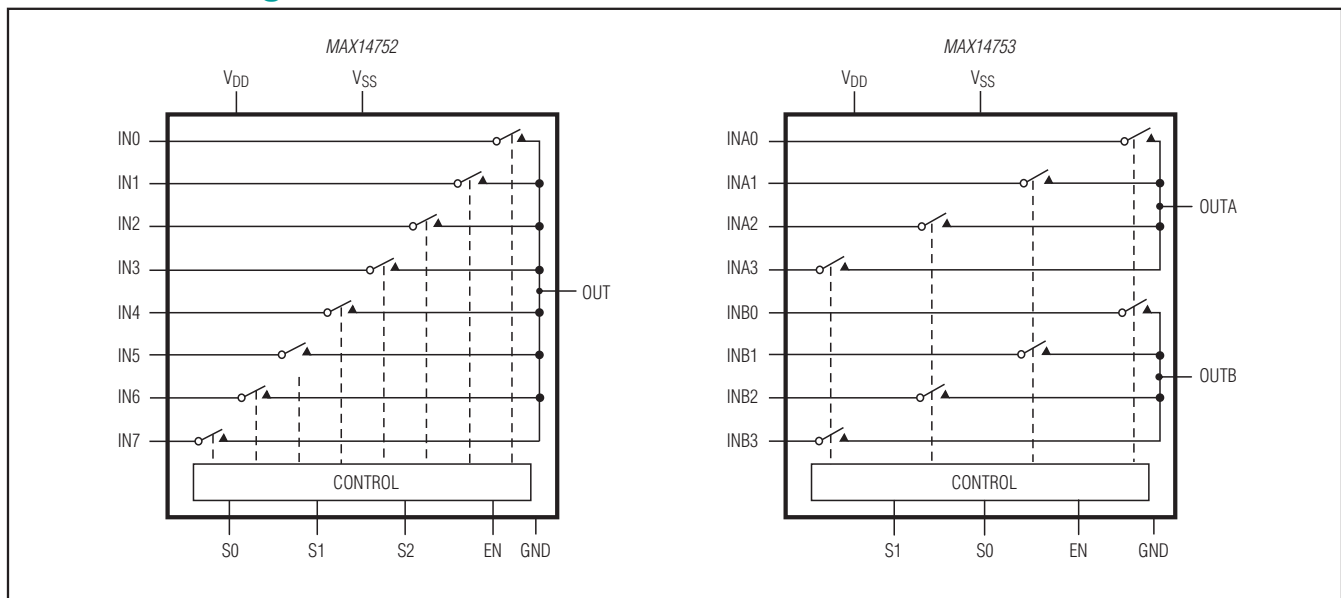 MAX14752
VDD
VSS
IN0
IN1
IN2
IN3
IN4
IN5
IN6
IN7
OUT
CONTROL
S0
S1
S2
EN
GND
MAX14753
VDD
VSS
INA0
INA1
INA2
INA3
INB0
INB1
INB2
INB3
OUTA
OUTB
CONTROL
S1
S0
EN
GND